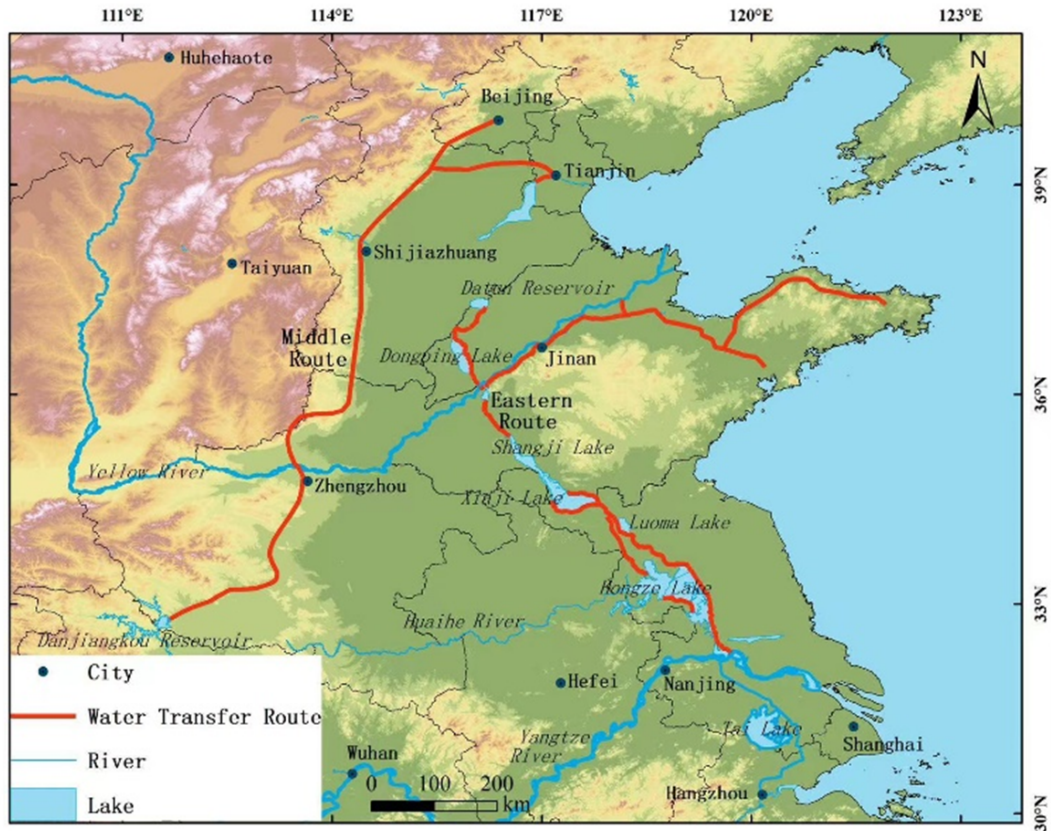 111°E 114°E 117°E 120°E 123°E
N
Huhehaote
Beijing
Tianjin
39°N
Shijiazhuang
Taiyuan
Datun Reservoir
Middle
Route
Dongping Lake
Jinan
36°N
Eastern
Route
Shangji Lake
Yellow River
Zhengzhou
Xinji Lake
Luoma Lake
Hongze Lake
33°N
Huaihe River
Danjiangkou Reservoir
City
Hefei
Nanjing
Water Transfer Route
Tai Lake
Yangtze
River
Shanghai
River
Wuhan
0 100 200
km
Hangzhou
Lake
30°N